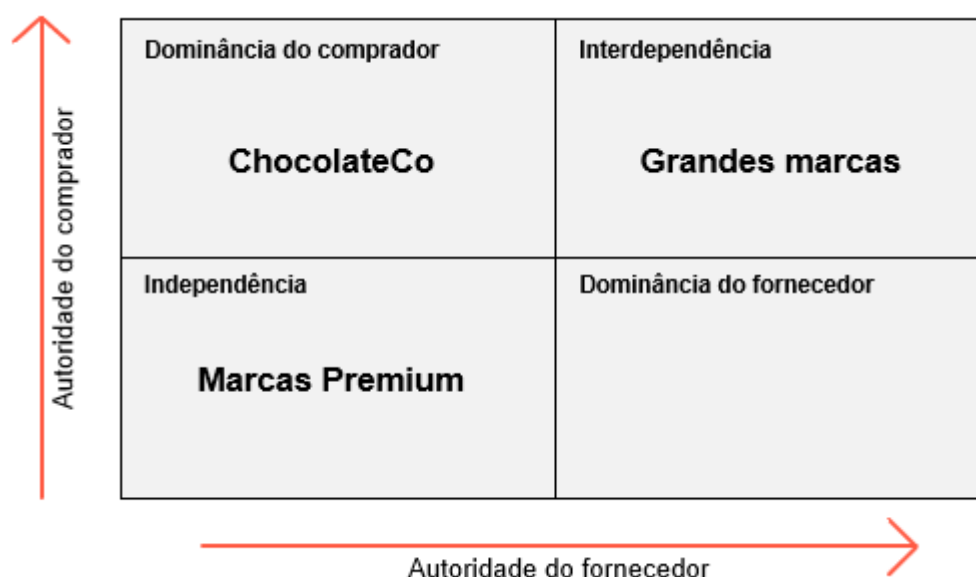 Dominância do comprador
Interdependência
ChocolateCo
Grandes marcas
Independência
Dominância do fornecedor
Marcas Premium
Autoridade do comprador
Autoridade do fornecedor